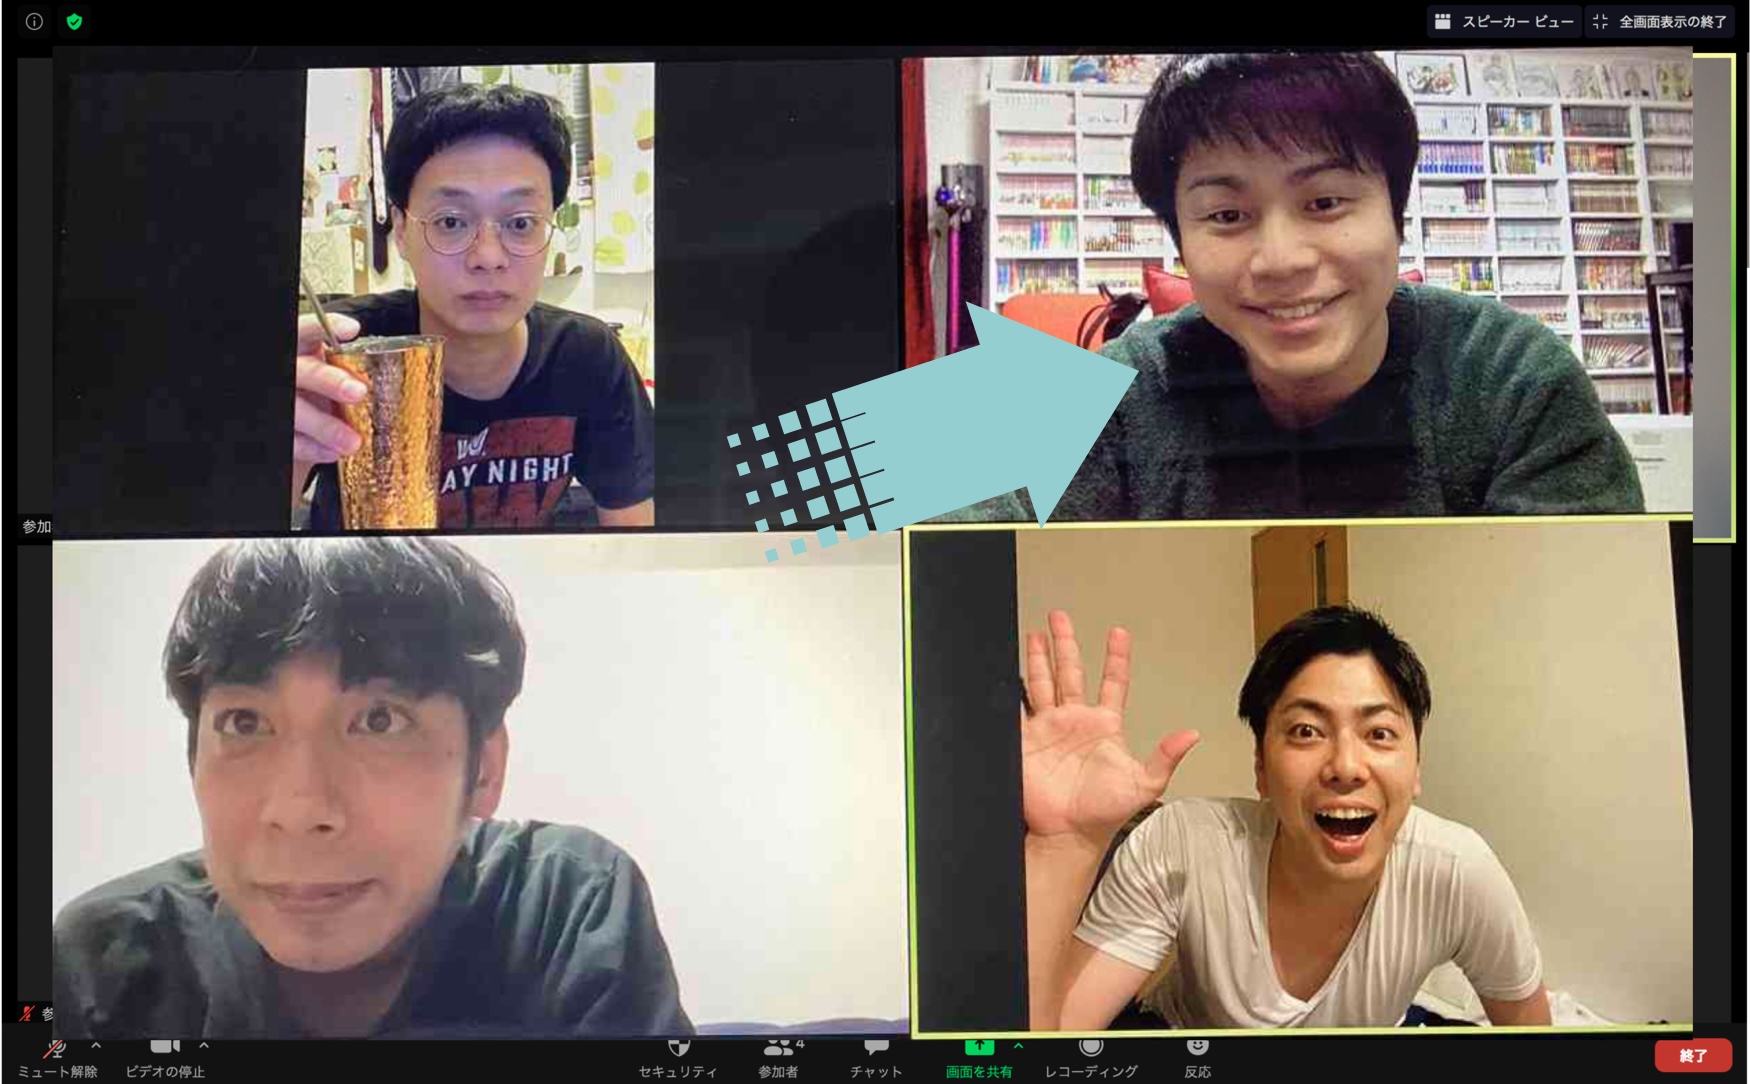 スピーカー ビュー
全画面表示の終了
AY NIGHT
参加
参
4
ミュート解除
ビデオの停止
セキュリティ
参加者
チャット
画面を共有
レコーディング
反応
終了